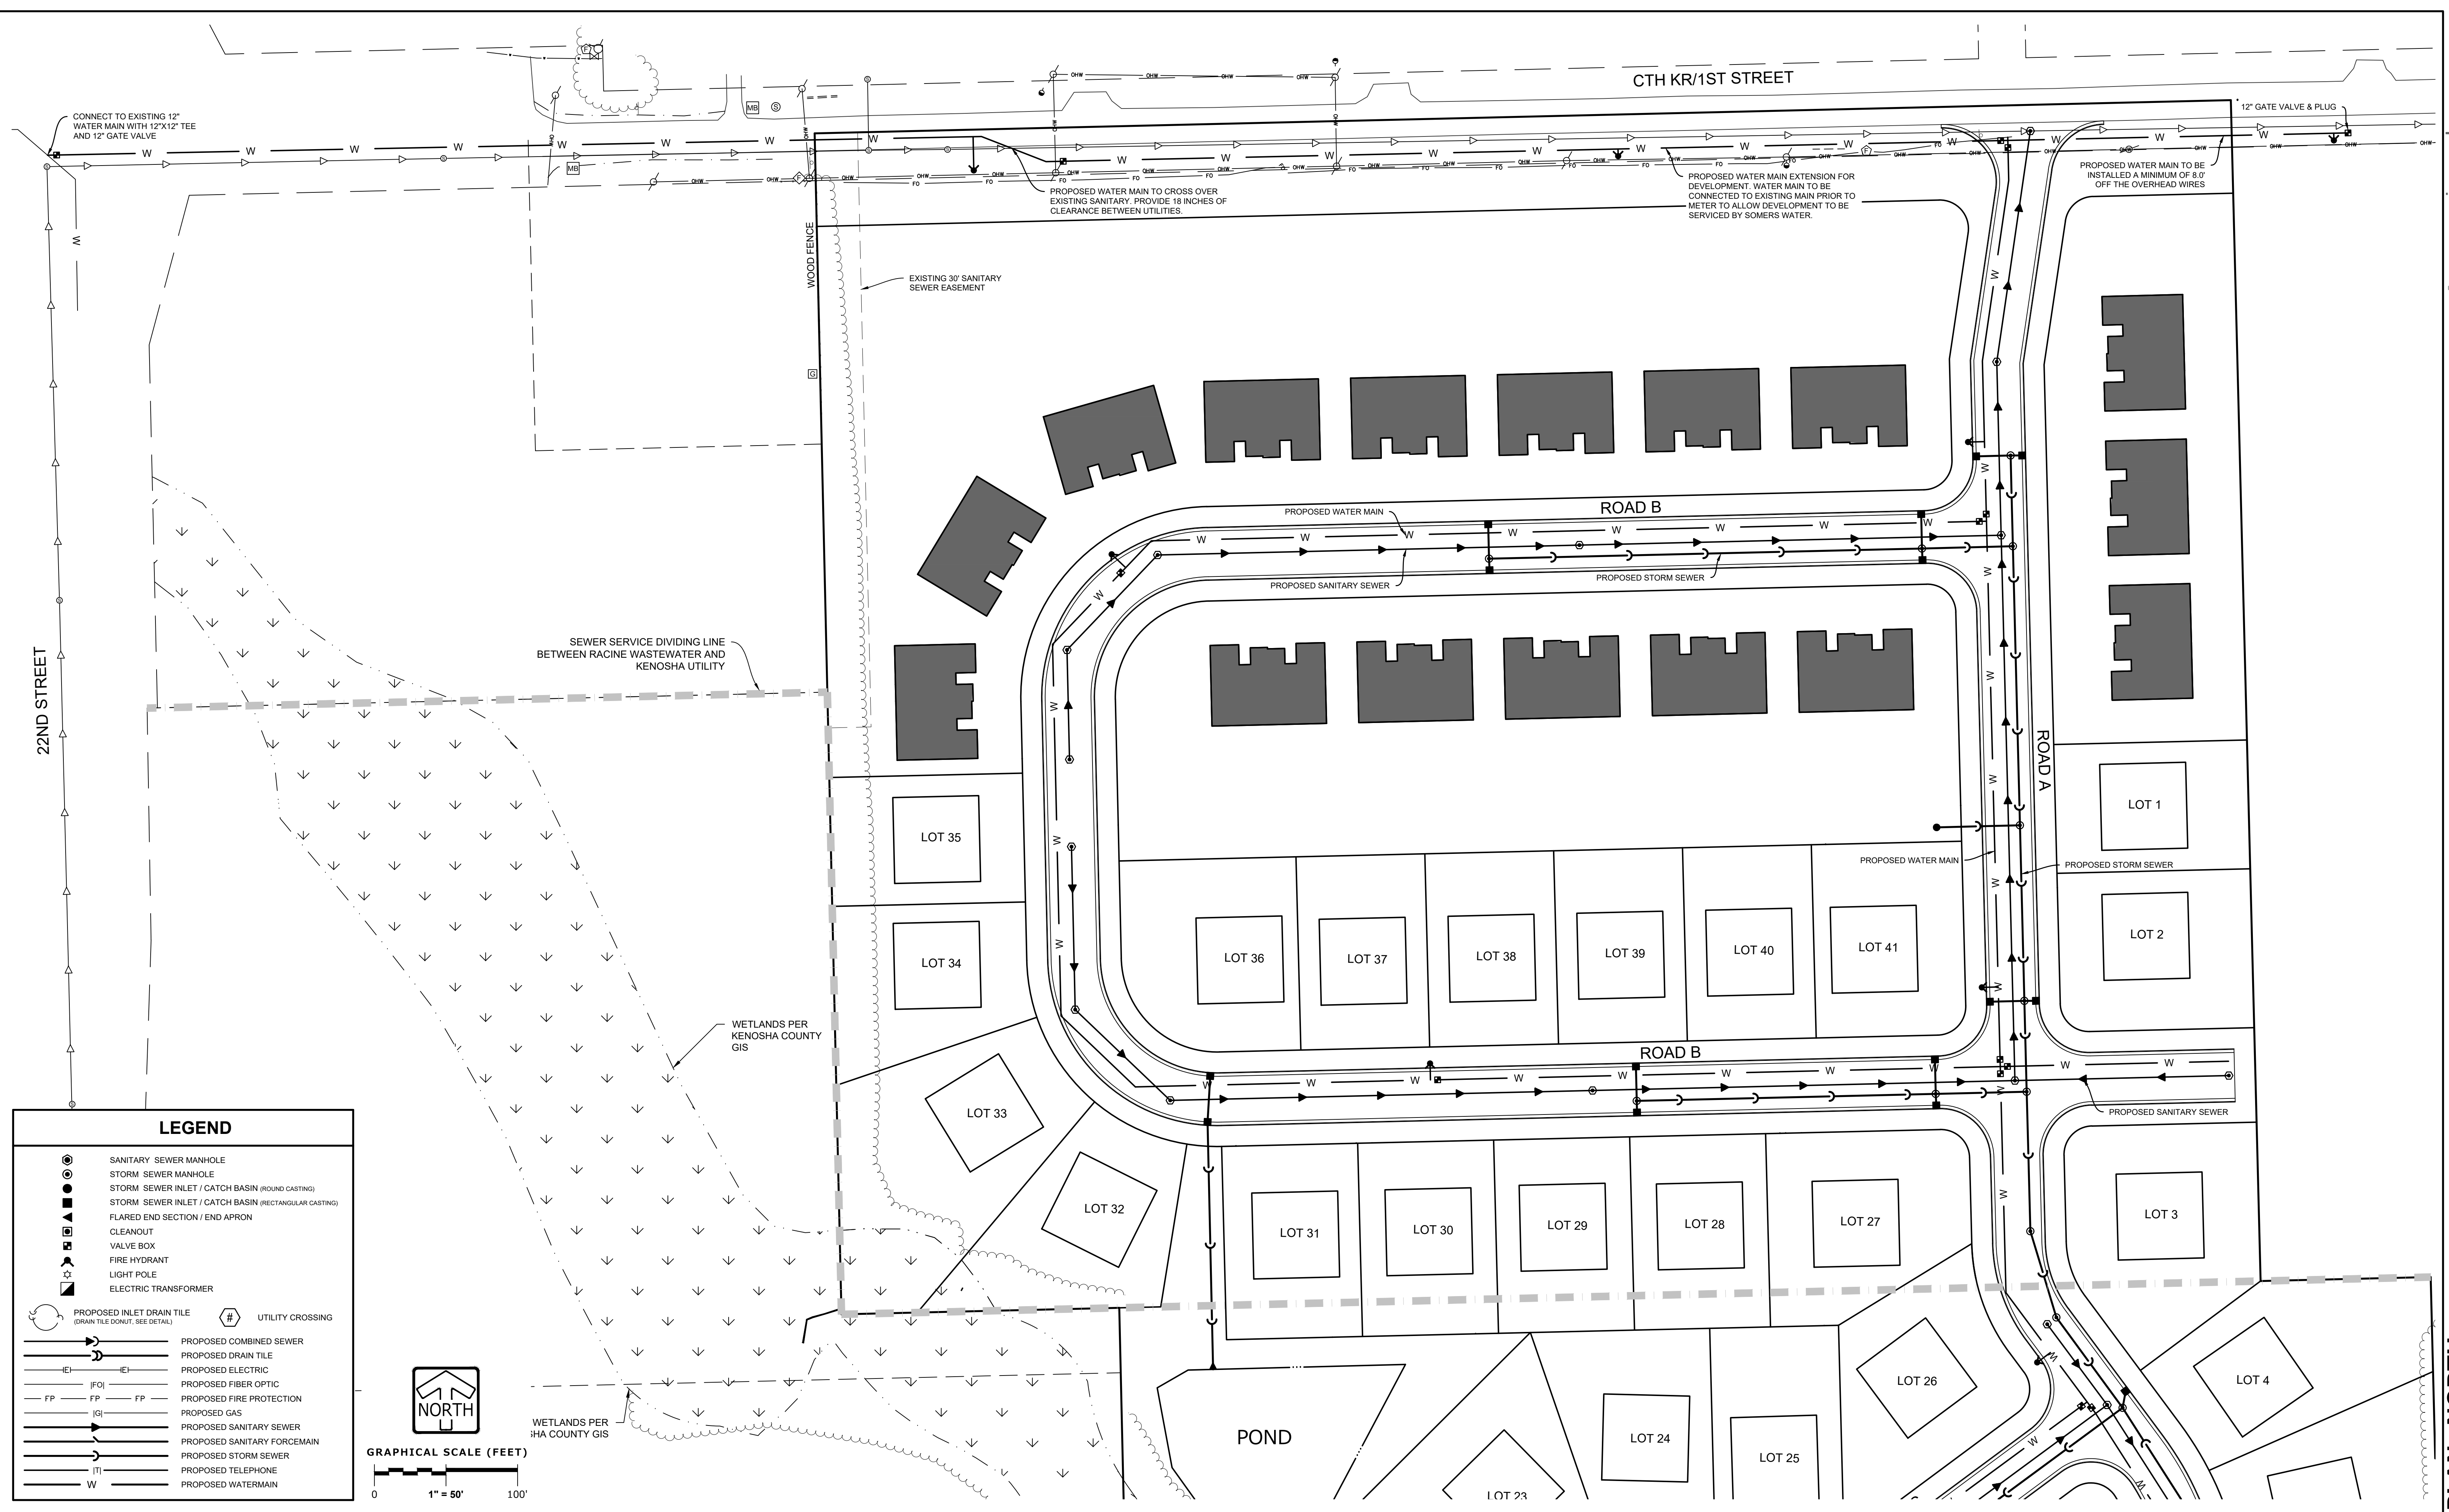 CTH KR/1ST STREET
CONNECT TO EXISTING 12"
WATER MAIN WITH 12"X12" TEE
AND 12" GATE VALVE
12" GATE VALVE & PLUG
PROPOSED WATER MAIN TO BE
INSTALLED A MINIMUM OF 8.0'
OFF THE OVERHEAD WIRES
PROPOSED WATER MAIN TO CROSS OVER
EXISTING SANITARY. PROVIDE 18 INCHES OF
CLEARANCE BETWEEN UTILITIES.
PROPOSED WATER MAIN EXTENSION FOR
DEVELOPMENT. WATER MAIN TO BE
CONNECTED TO EXISTING MAIN PRIOR TO
METER TO ALLOW DEVELOPMENT TO BE
SERVICED BY SOMERS WATER.
WOOD FENCE
EXISTING 30' SANITARY
SEWER EASEMENT
ROAD B
PROPOSED WATER MAIN
PROPOSED SANITARY SEWER
PROPOSED STORM SEWER
SEWER SERVICE DIVIDING LINE
BETWEEN RACINE WASTEWATER AND
KENOSHA UTILITY
22ND STREET
ROAD A
LOT 1
LOT 35
PROPOSED WATER MAIN
PROPOSED STORM SEWER
LOT 2
LOT 34
LOT 36
LOT 37
LOT 38
LOT 39
LOT 40
LOT 41
WETLANDS PER
KENOSHA COUNTY
GIS
ROAD B
PROPOSED SANITARY SEWER
LOT 33
LOT 32
LOT 31
LOT 30
LOT 29
LOT 28
LOT 27
LOT 3
LOT 26
LOT 4
POND
LOT 24
LOT 25
LOT 23
WETLANDS PER
SHA COUNTY GIS
LEGEND
SANITARY SEWER MANHOLE
STORM SEWER MANHOLE
STORM SEWER INLET / CATCH BASIN (ROUND CASTING)
STORM SEWER INLET / CATCH BASIN (RECTANGULAR CASTING)
FLARED END SECTION / END APRON
CLEANOUT
VALVE BOX
FIRE HYDRANT
LIGHT POLE
ELECTRIC TRANSFORMER
PROPOSED INLET DRAIN TILE
(DRAIN TILE DONUT, SEE DETAIL)
# UTILITY CROSSING
PROPOSED COMBINED SEWER
PROPOSED DRAIN TILE
|E| |E| PROPOSED ELECTRIC
|FO| PROPOSED FIBER OPTIC
FP FP FP PROPOSED FIRE PROTECTION
|G| PROPOSED GAS
PROPOSED SANITARY SEWER
PROPOSED SANITARY FORCEMAIN
PROPOSED STORM SEWER
|T| PROPOSED TELEPHONE
W PROPOSED WATERMAIN
NORTH
GRAPHICAL SCALE (FEET)
0 1" = 50' 100'